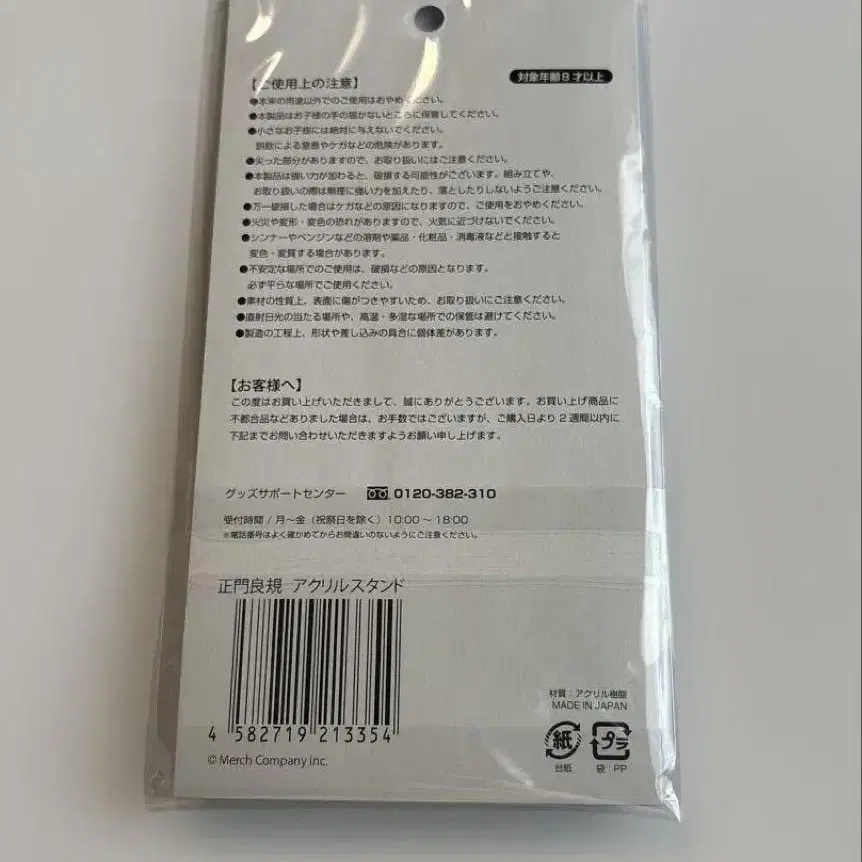 【ご使用上の注意】
対象年齢8才以上
●本来の用途以外でのご使用はおやめください。
●本製品はお子様の手の届かないところに保管してください。
●小さなお子様には絶対に与えないでください。
誤飲による窒息やケガなどの危険があります。
●尖った部分がありますので、お取り扱いにはご注意ください。
●本製品は強い力が加わると、破損する可能性がございます。組み立てや、
お取り扱いの際は無理に強い力を加えたり、落としたりしないようご注意ください。
●万一破損した場合はケガなどの原因になりますので、ご使用をおやめください。
●火災や変形・変色の恐れがありますので、火気に近づけないでください。
●シンナーやベンジンなどの溶剤や薬品・化粧品・消毒液などと接触すると
変色・変質する場合があります。
●不安定な場所でのご使用は、破損などの原因となります。
必ず平らな場所でご使用ください。
●素材の性質上、表面に傷がつきやすいため、お取り扱いにご注意ください。
●直射日光の当たる場所や、高温・多湿な場所での保管は避けてください。
●製造の工程上、形状や差し込みの具合に個体差があります。
【お客様へ】
この度はお買い上げいただきまして、誠にありがとうございます。お買い上げ商品に
不都合品などありました場合は、お手数ではございますが、ご購入日より2週間以内に
下記までお問い合わせいただきますようお願い申し上げます。
グッズサポートセンター 0120-382-310
受付時間 / 月〜金（祝祭日を除く）10:00〜18:00
※電話番号はよく確かめてからお間違いのないようにご注意ください。
正門良規 アクリルスタンド
4 582719 213354
© Merch Company Inc.
材質：アクリル樹脂
MADE IN JAPAN
紙 プラ
台紙 袋：PP